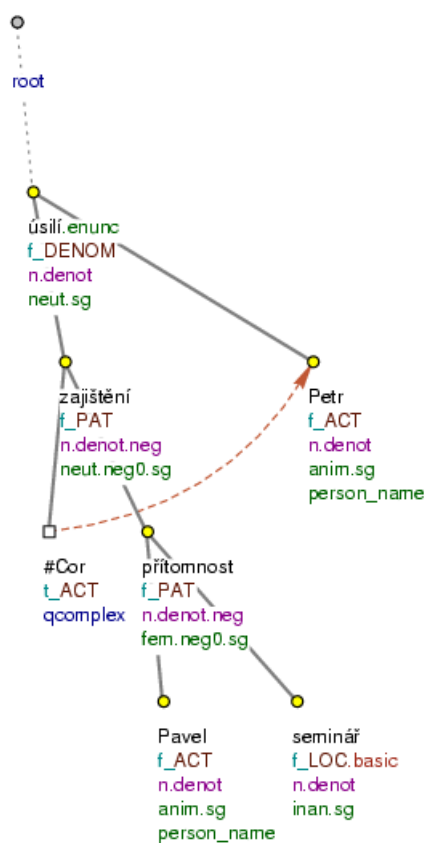 root
úsilí.enunc
f_DENOM
n.denot
neut.sg
zajištění
f_PAT
n.denot.neg
neut.neg0.sg
Petr
f_ACT
n.denot
anim.sg
person_name
#Cor
t_ACT
qcomplex
přítomnost
f_PAT
n.denot.neg
fem.neg0.sg
Pavel
f_ACT
n.denot
anim.sg
person_name
seminář
f_LOC.basic
n.denot
inan.sg